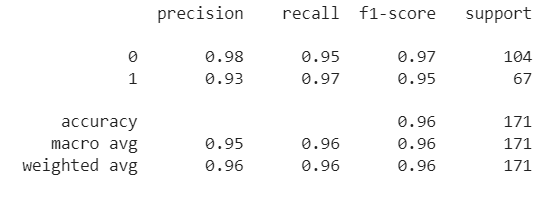 precision recall f1-score support
0 0.98 0.95 0.97 104
1 0.93 0.97 0.95 67
accuracy 0.96 171
macro avg 0.95 0.96 0.96 171
weighted avg 0.96 0.96 0.96 171